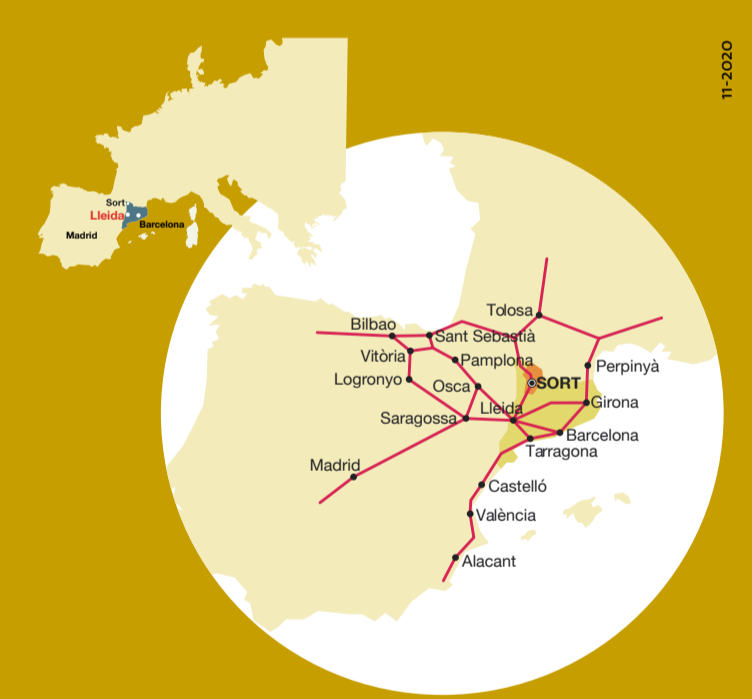 11-2020
Sort
Lleida
Barcelona
Madrid
Tolosa
Bilbao
Sant Sebastià
Vitòria
Pamplona
Perpinyà
Logronyo
Osca
SORT
Lleida
Girona
Saragossa
Barcelona
Tarragona
Madrid
Castelló
València
Alacant